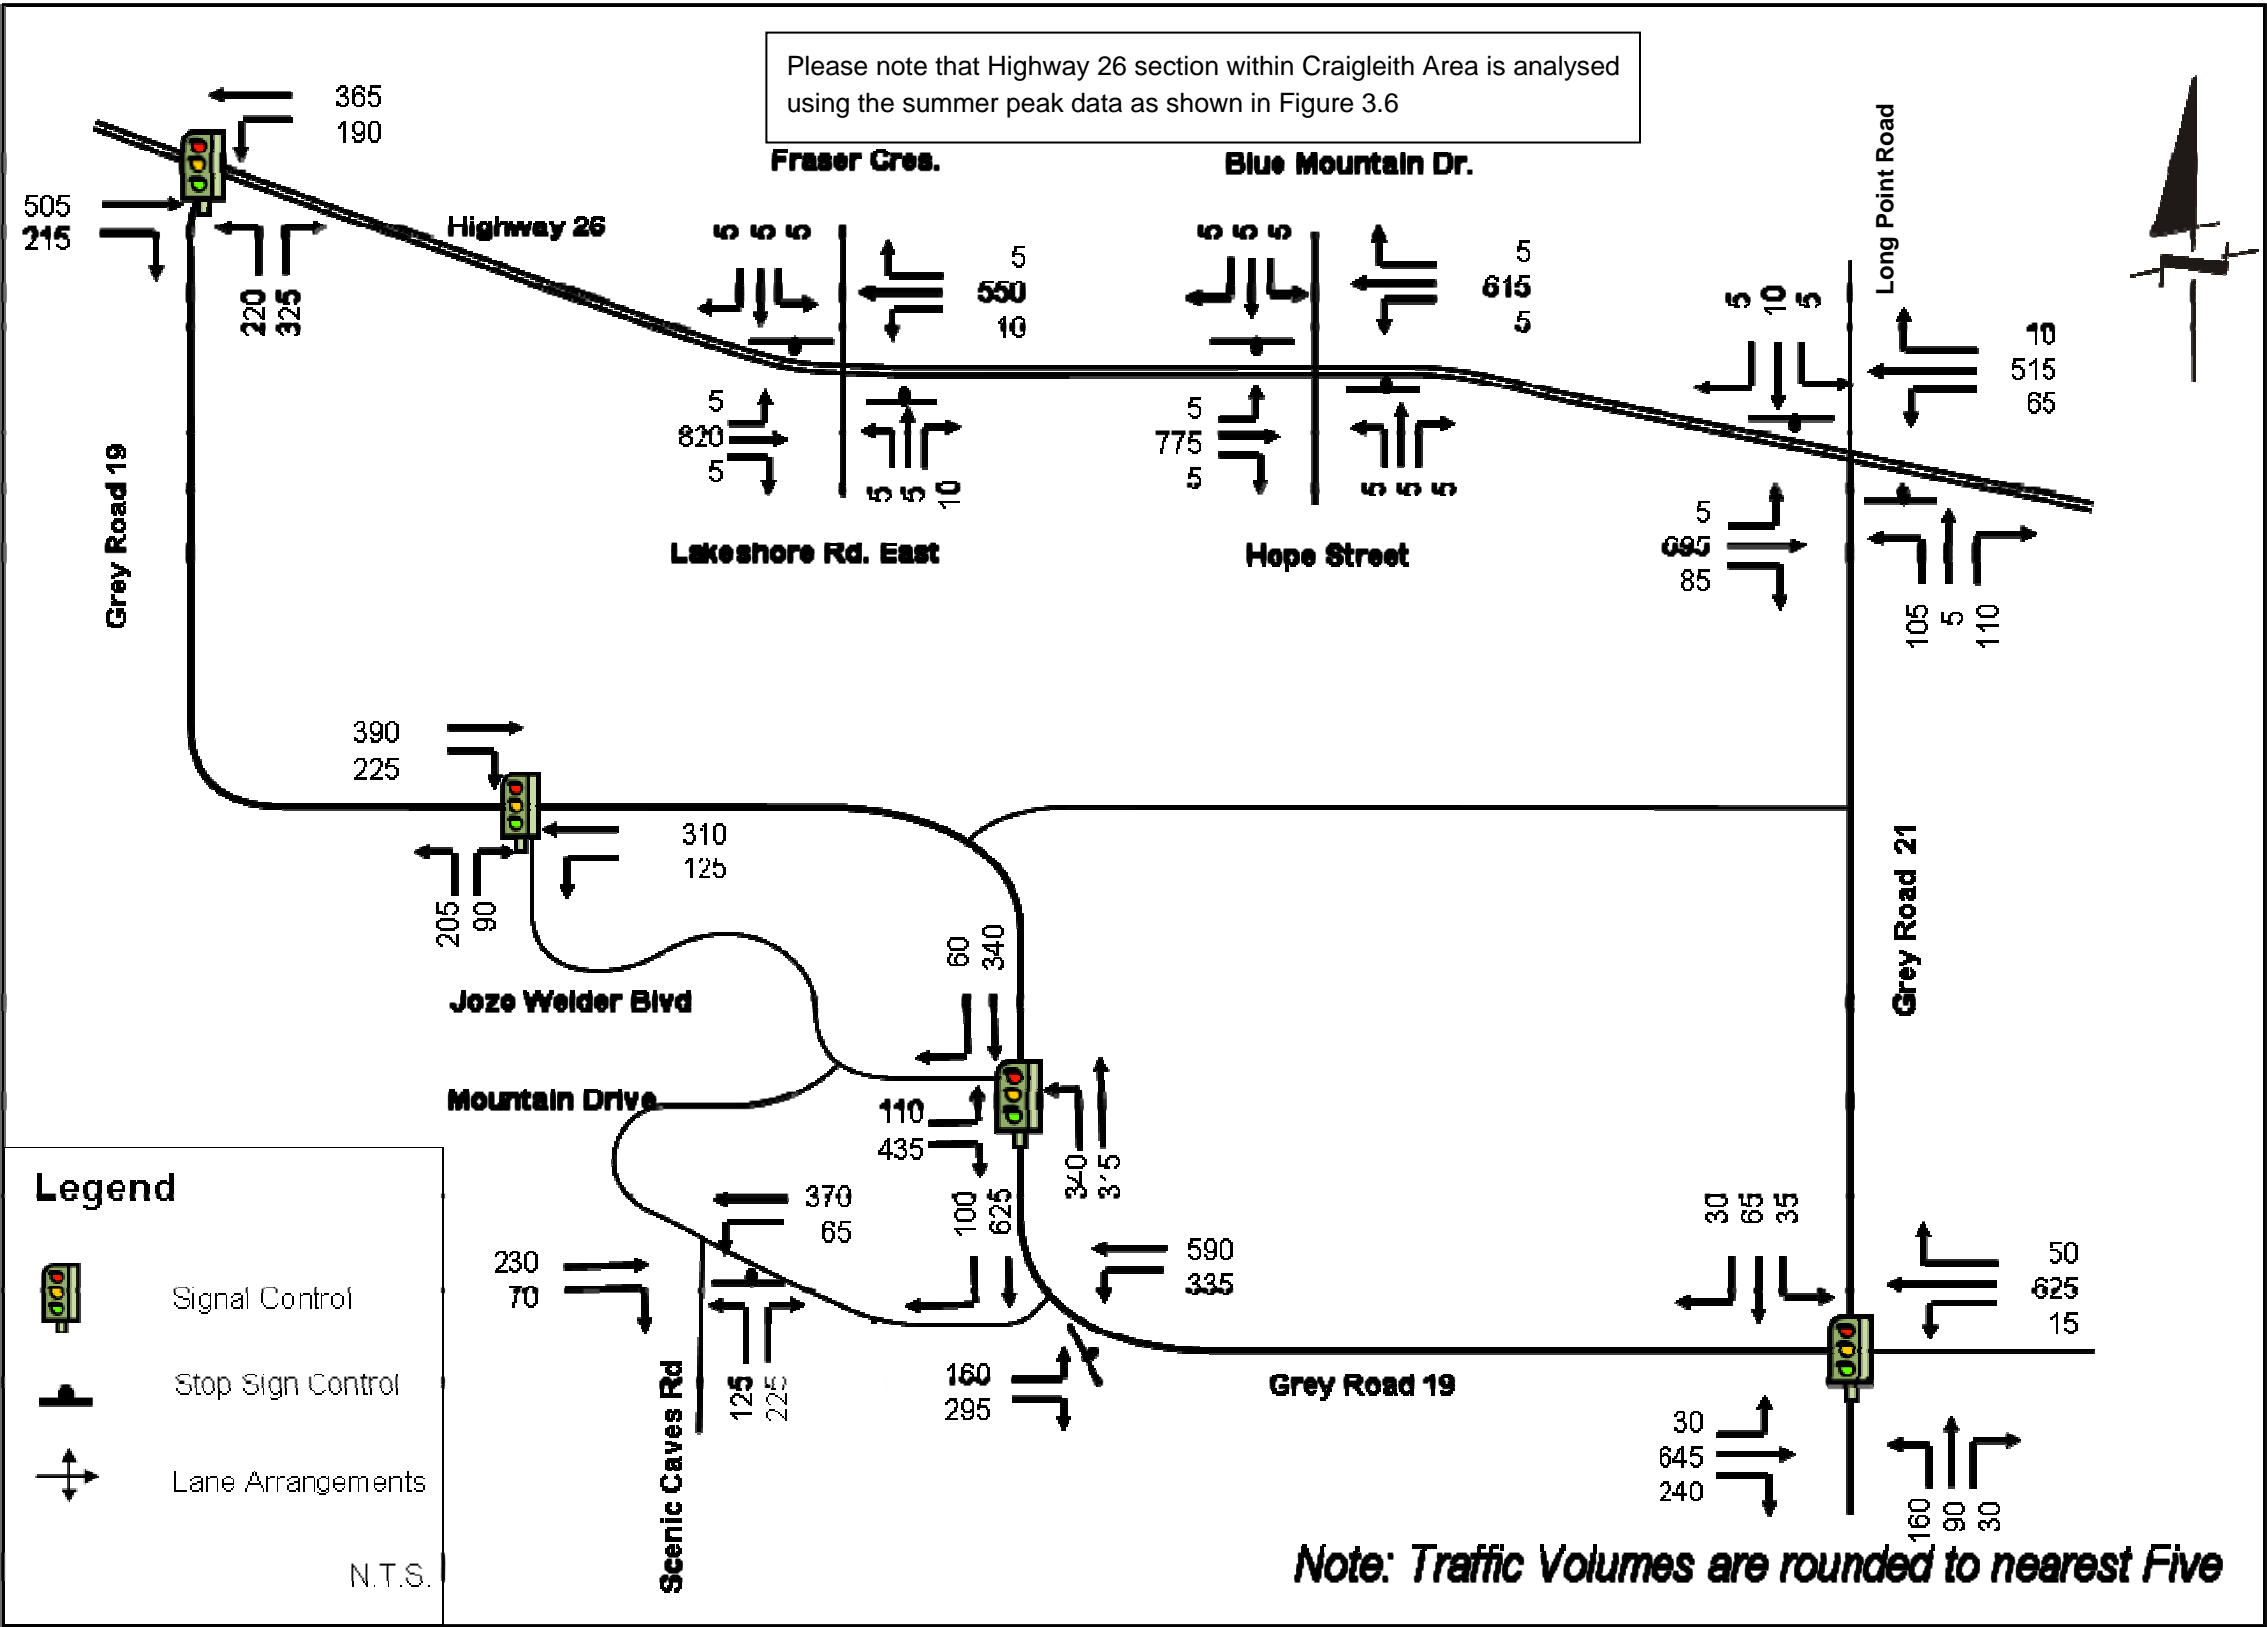 Please note that Highway 26 section within Craigleith Area is analysed
using the summer peak data as shown in Figure 3.6
365
190
505
215
220
325
Highway 26
Fraser Cres.
Blue Mountain Dr.
Long Point Road
5 5 5
5
550
10
5
820
5
5 5 10
Lakeshore Rd. East
5 5 5
5
615
5
5
775
5
5 5 5
Hope Street
5 10 5
10
515
65
5
695
85
105
5
110
Grey Road 19
390
225
310
125
205
90
Jozo Weider Blvd
60
340
110
435
340
315
Mountain Drive
Grey Road 21
370
65
230
70
125
225
Scenic Caves Rd
100
625
590
335
160
295
Grey Road 19
30
65
35
50
625
15
30
645
240
160
90
30
Legend
Signal Control
Stop Sign Control
Lane Arrangements
N.T.S.
Note: Traffic Volumes are rounded to nearest Five